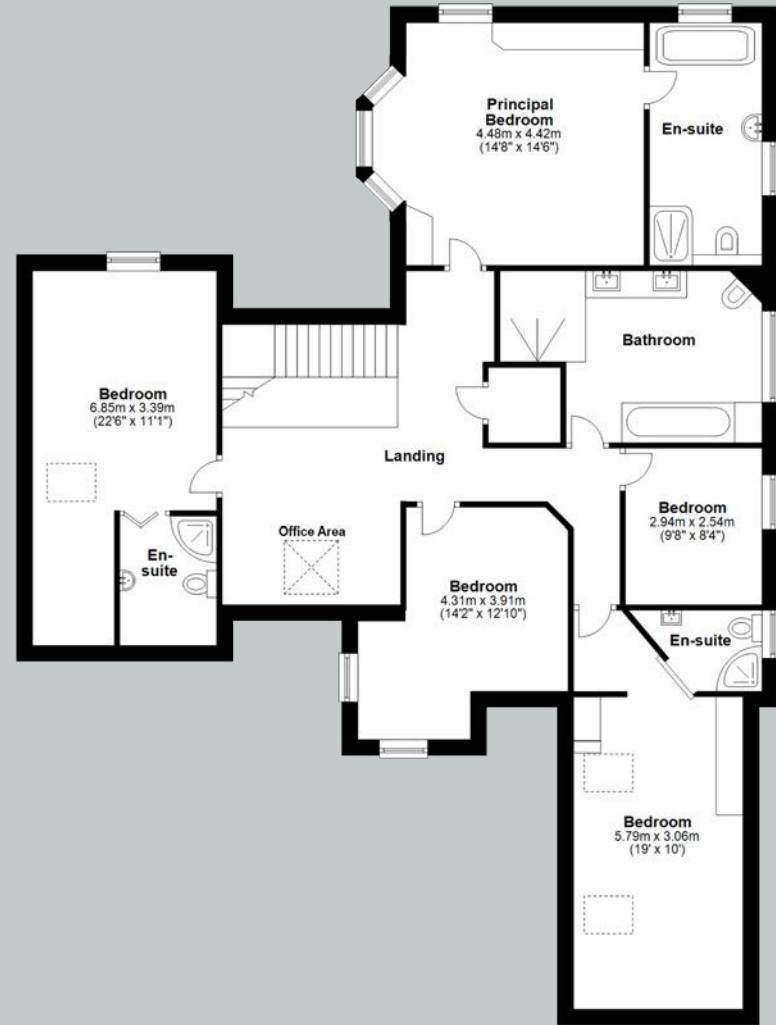 Principal
Bedroom
4.48m x 4.42m
(14'8" x 14'6")
En-suite
Bathroom
Bedroom
6.85m x 3.39m
(22'6" x 11'1")
Landing
En-
suite
Office Area
Bedroom
2.94m x 2.54m
(9'8" x 8'4")
Bedroom
4.31m x 3.91m
(14'2" x 12'10")
En-suite
Bedroom
5.79m x 3.06m
(19' x 10')